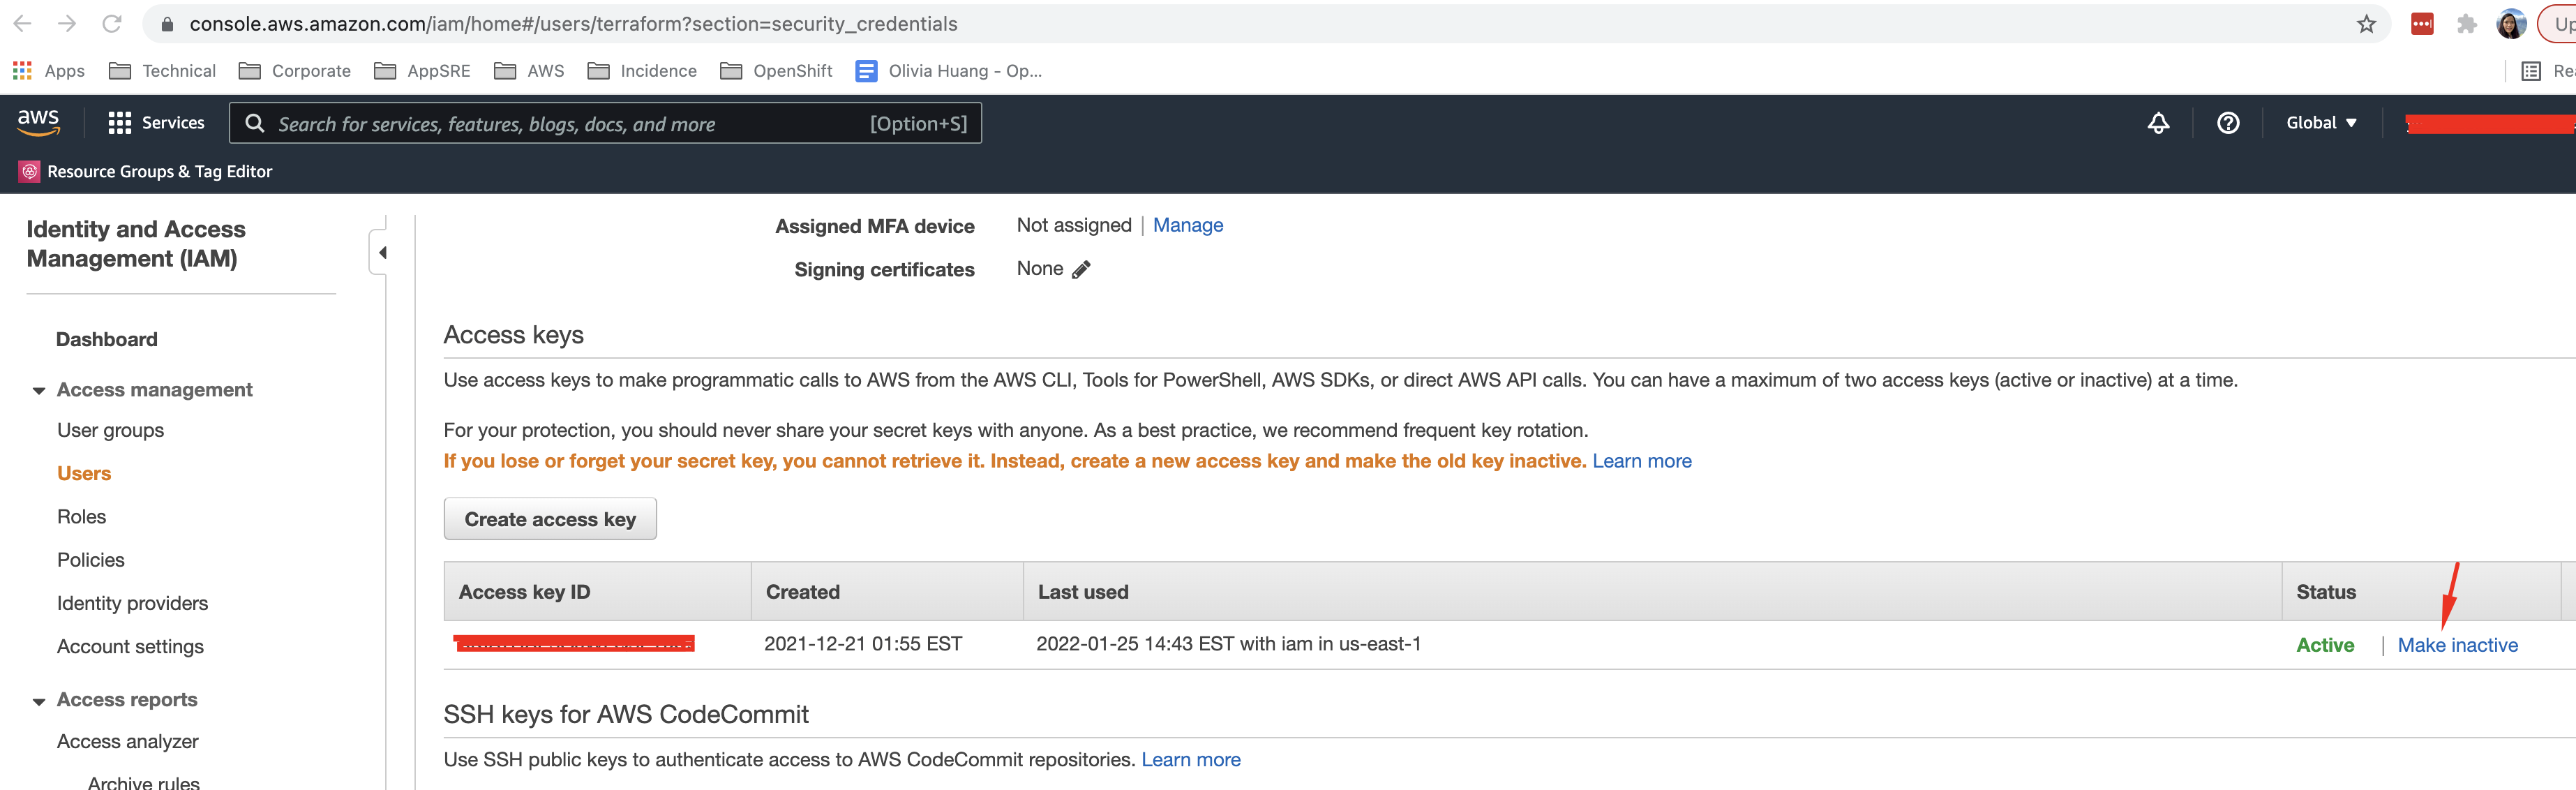 console.aws.amazon.com/iam/home#/users/terraform?section=security_credentials
Apps Technical Corporate AppSRE AWS Incidence OpenShift Olivia Huang - Op...
aws Services Search for services, features, blogs, docs, and more [Option+S] Global
Resource Groups & Tag Editor
Identity and Access
Management (IAM)
Dashboard
Access management
User groups
Users
Roles
Policies
Identity providers
Account settings
Access reports
Access analyzer
Archive rules
Assigned MFA device Not assigned | Manage
Signing certificates None
Access keys
Use access keys to make programmatic calls to AWS from the AWS CLI, Tools for PowerShell, AWS SDKs, or direct AWS API calls. You can have a maximum of two access keys (active or inactive) at a time.
For your protection, you should never share your secret keys with anyone. As a best practice, we recommend frequent key rotation.
If you lose or forget your secret key, you cannot retrieve it. Instead, create a new access key and make the old key inactive. Learn more
Create access key
Access key ID Created Last used Status
2021-12-21 01:55 EST 2022-01-25 14:43 EST with iam in us-east-1 Active | Make inactive
SSH keys for AWS CodeCommit
Use SSH public keys to authenticate access to AWS CodeCommit repositories. Learn more